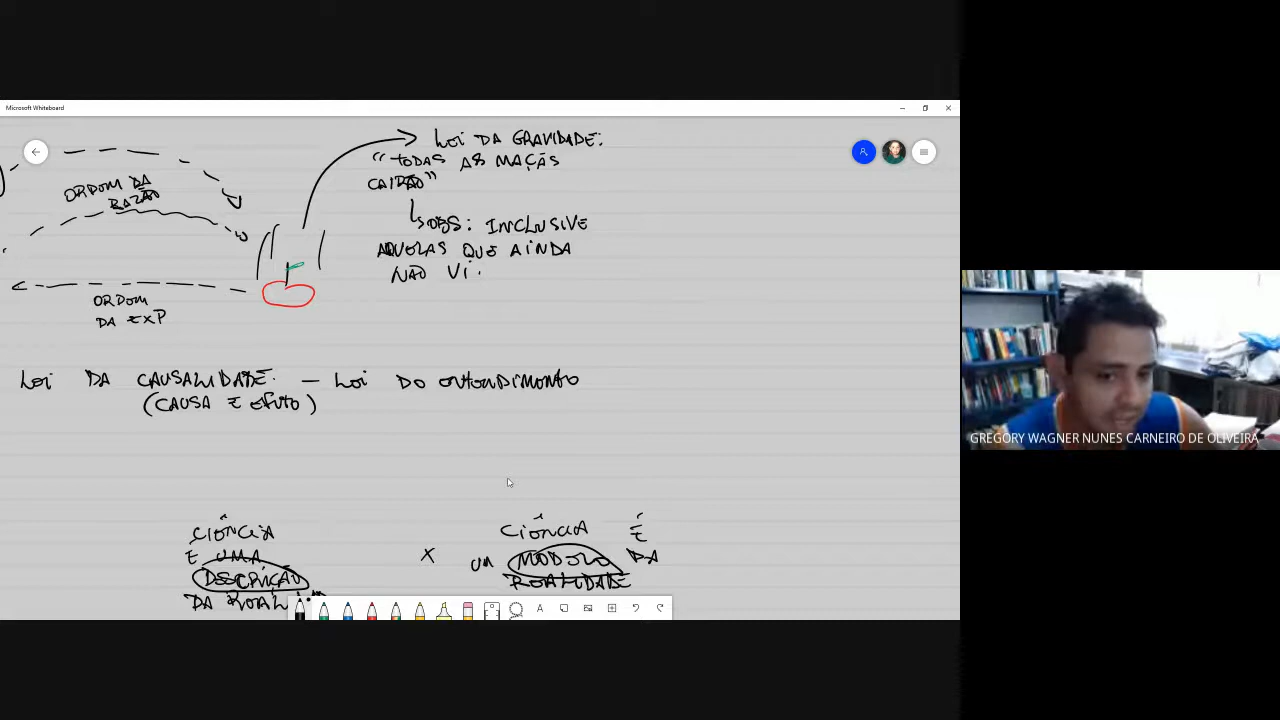 Microsoft Whiteboard
LEI DA GRAVIDADE:
"TODAS AS MAÇÃS
CAIRÃO"
OBS: INCLUSIVE
AQUELAS QUE AINDA
NÃO VI.
ORDEM DA
RAZÃO
ORDEM
DA EXP
LEI DA CAUSALIDADE. – LEI DO ENTENDIMENTO
(CAUSA E EFEITO)
CIÊNCIA
É UMA
DESCRIÇÃO
DA REALIDADE
X
CIÊNCIA É
UM MODELO DA
REALIDADE
GREGORY WAGNER NUNES CARNEIRO DE OLIVEIRA